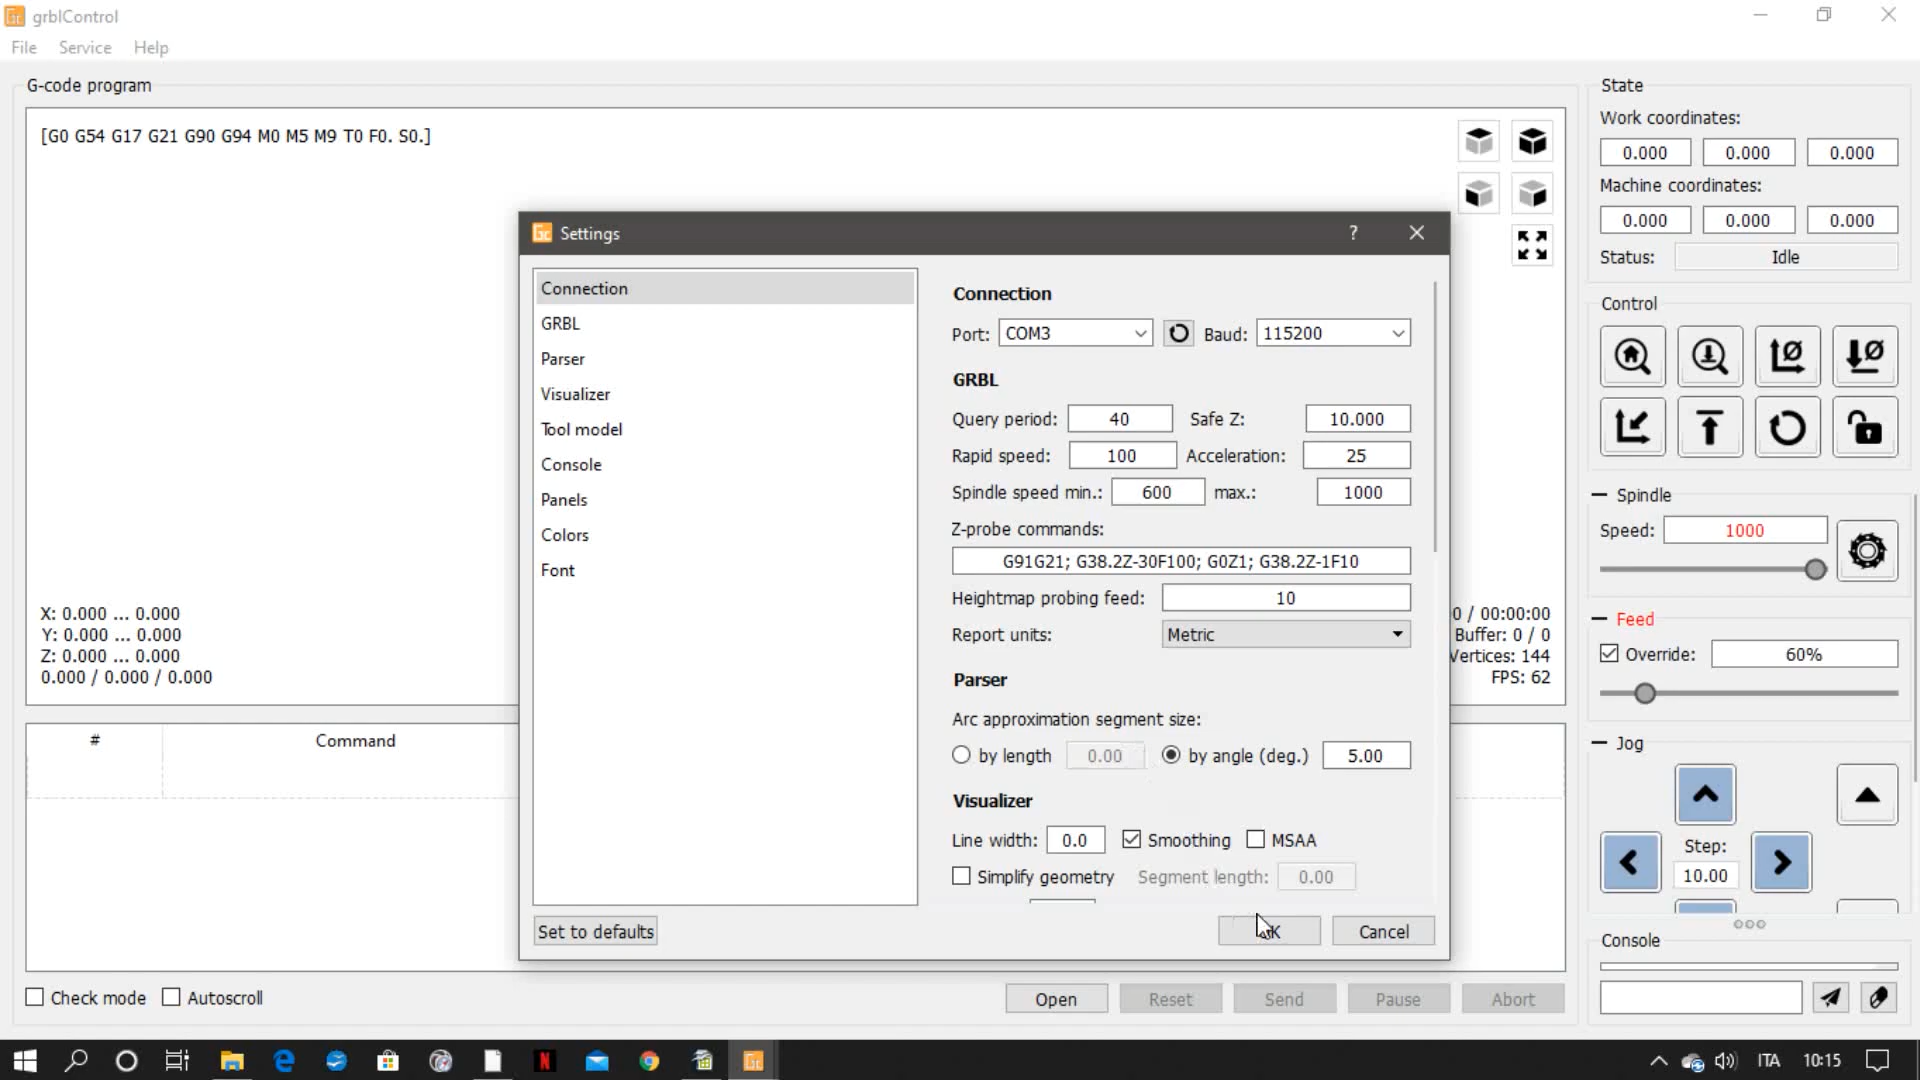 grblControl
File Service Help
G-code program
[G0 G54 G17 G21 G90 G94 M0 M5 M9 T0 F0. S0.]
X: 0.000 ... 0.000
Y: 0.000 ... 0.000
Z: 0.000 ... 0.000
0.000 / 0.000 / 0.000
0 / 00:00:00
Buffer: 0 / 0
Vertices: 144
FPS: 62
# Command
Check mode Autoscroll
Open Reset Send Pause Abort
Settings ?
Connection
GRBL
Parser
Visualizer
Tool model
Console
Panels
Colors
Font
Connection
Port: COM3 Baud: 115200
GRBL
Query period: 40 Safe Z: 10.000
Rapid speed: 100 Acceleration: 25
Spindle speed min.: 600 max.: 1000
Z-probe commands:
G91G21; G38.2Z-30F100; G0Z1; G38.2Z-1F10
Heightmap probing feed: 10
Report units: Metric
Parser
Arc approximation segment size:
by length 0.00 by angle (deg.) 5.00
Visualizer
Line width: 0.0 Smoothing MSAA
Simplify geometry Segment length: 0.00
Set to defaults Cancel
State
Work coordinates:
0.000 0.000 0.000
Machine coordinates:
0.000 0.000 0.000
Status: Idle
Control
Spindle
Speed: 1000
Feed
Override: 60%
Jog
Step:
10.00
Console
ITA 10:15